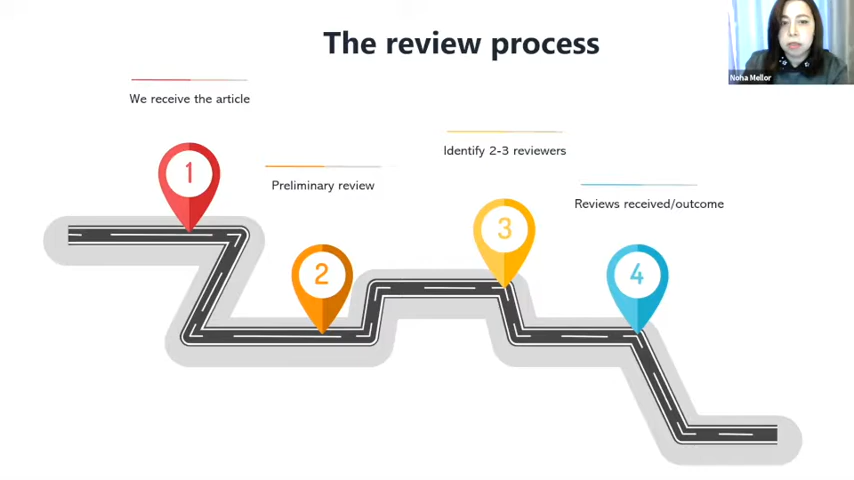 The review process
Noha Mellor
We receive the article
1
Preliminary review
2
Identify 2-3 reviewers
3
Reviews received/outcome
4